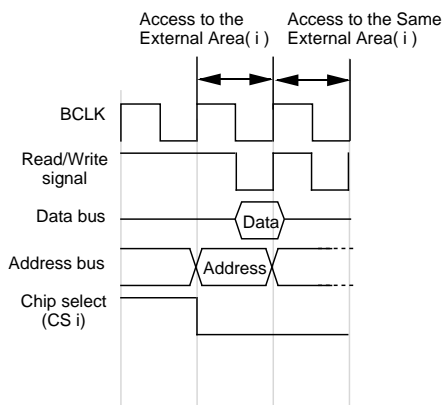 Access to the
External Area( i )
Access to the Same
External Area( i )
BCLK
Read/Write
signal
Data bus
Data
Address bus
Address
Chip select
(CS i)